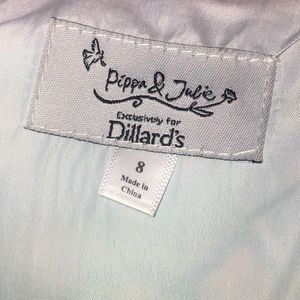 Pippa & Julie
Exclusively for
Dillard's
8
Made in
China